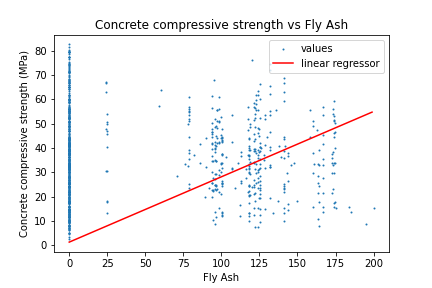 Concrete compressive strength vs Fly Ash
values
linear regressor
Concrete compressive strength (MPa)
80
70
60
50
40
30
20
10
0
0 25 50 75 100 125 150 175 200
Fly Ash